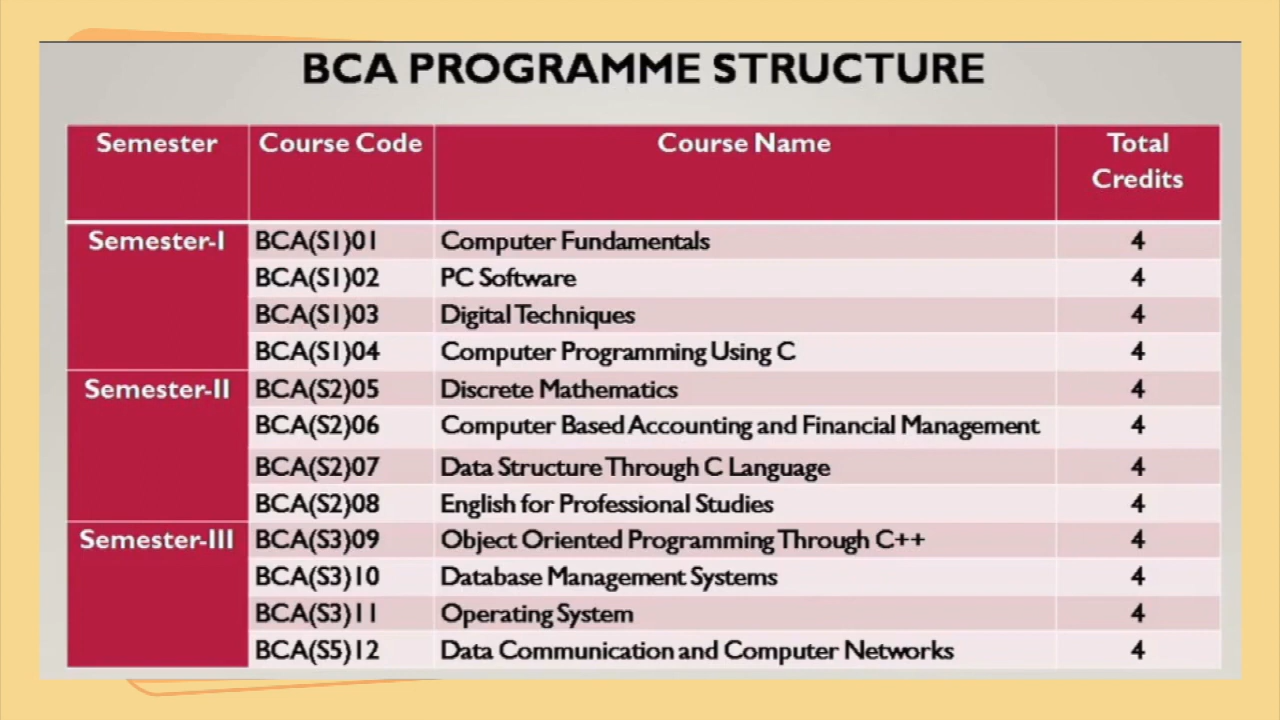 BCA PROGRAMME STRUCTURE
Semester Course Code Course Name Total Credits
Semester-I BCA(S1)01 Computer Fundamentals 4
BCA(S1)02 PC Software 4
BCA(S1)03 Digital Techniques 4
BCA(S1)04 Computer Programming Using C 4
Semester-II BCA(S2)05 Discrete Mathematics 4
BCA(S2)06 Computer Based Accounting and Financial Management 4
BCA(S2)07 Data Structure Through C Language 4
BCA(S2)08 English for Professional Studies 4
Semester-III BCA(S3)09 Object Oriented Programming Through C++ 4
BCA(S3)10 Database Management Systems 4
BCA(S3)11 Operating System 4
BCA(S5)12 Data Communication and Computer Networks 4